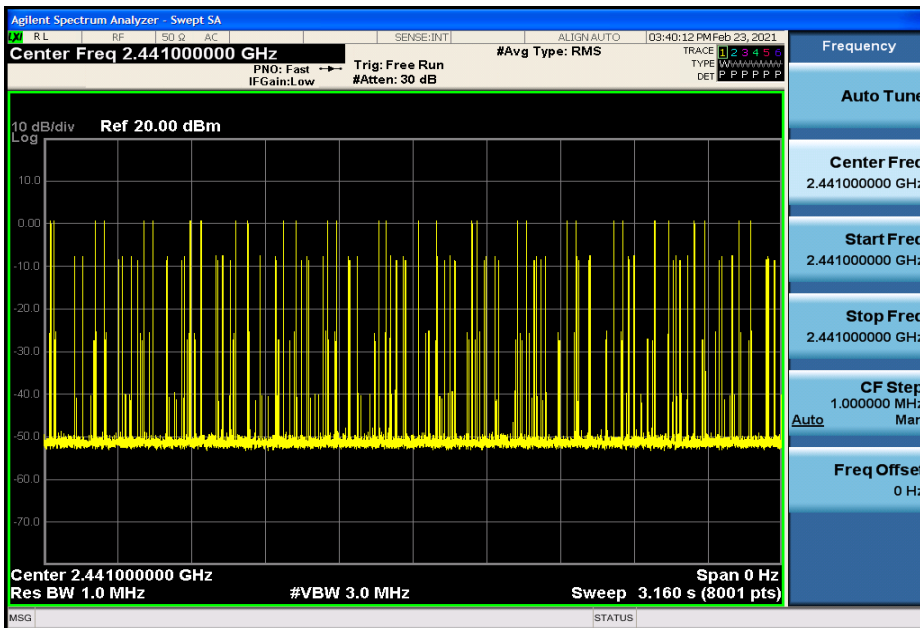 Agilent Spectrum Analyzer - Swept SA
LXI RL RF 50 Ω AC SENSE:INT ALIGN AUTO 03:40:12 PM Feb 23, 2021
Center Freq 2.441000000 GHz #Avg Type: RMS TRACE 1 2 3 4 5 6
PNO: Fast Trig: Free Run TYPE WWWWWW
IFGain:Low #Atten: 30 dB DET P P P P P P
10 dB/div Ref 20.00 dBm
Log
10.0
0.00
-10.0
-20.0
-30.0
-40.0
-50.0
-60.0
-70.0
Center 2.441000000 GHz Span 0 Hz
Res BW 1.0 MHz #VBW 3.0 MHz Sweep 3.160 s (8001 pts)
MSG STATUS
Frequency
Auto Tune
Center Freq
2.441000000 GHz
Start Freq
2.441000000 GHz
Stop Freq
2.441000000 GHz
CF Step
1.000000 MHz
Auto Man
Freq Offset
0 Hz